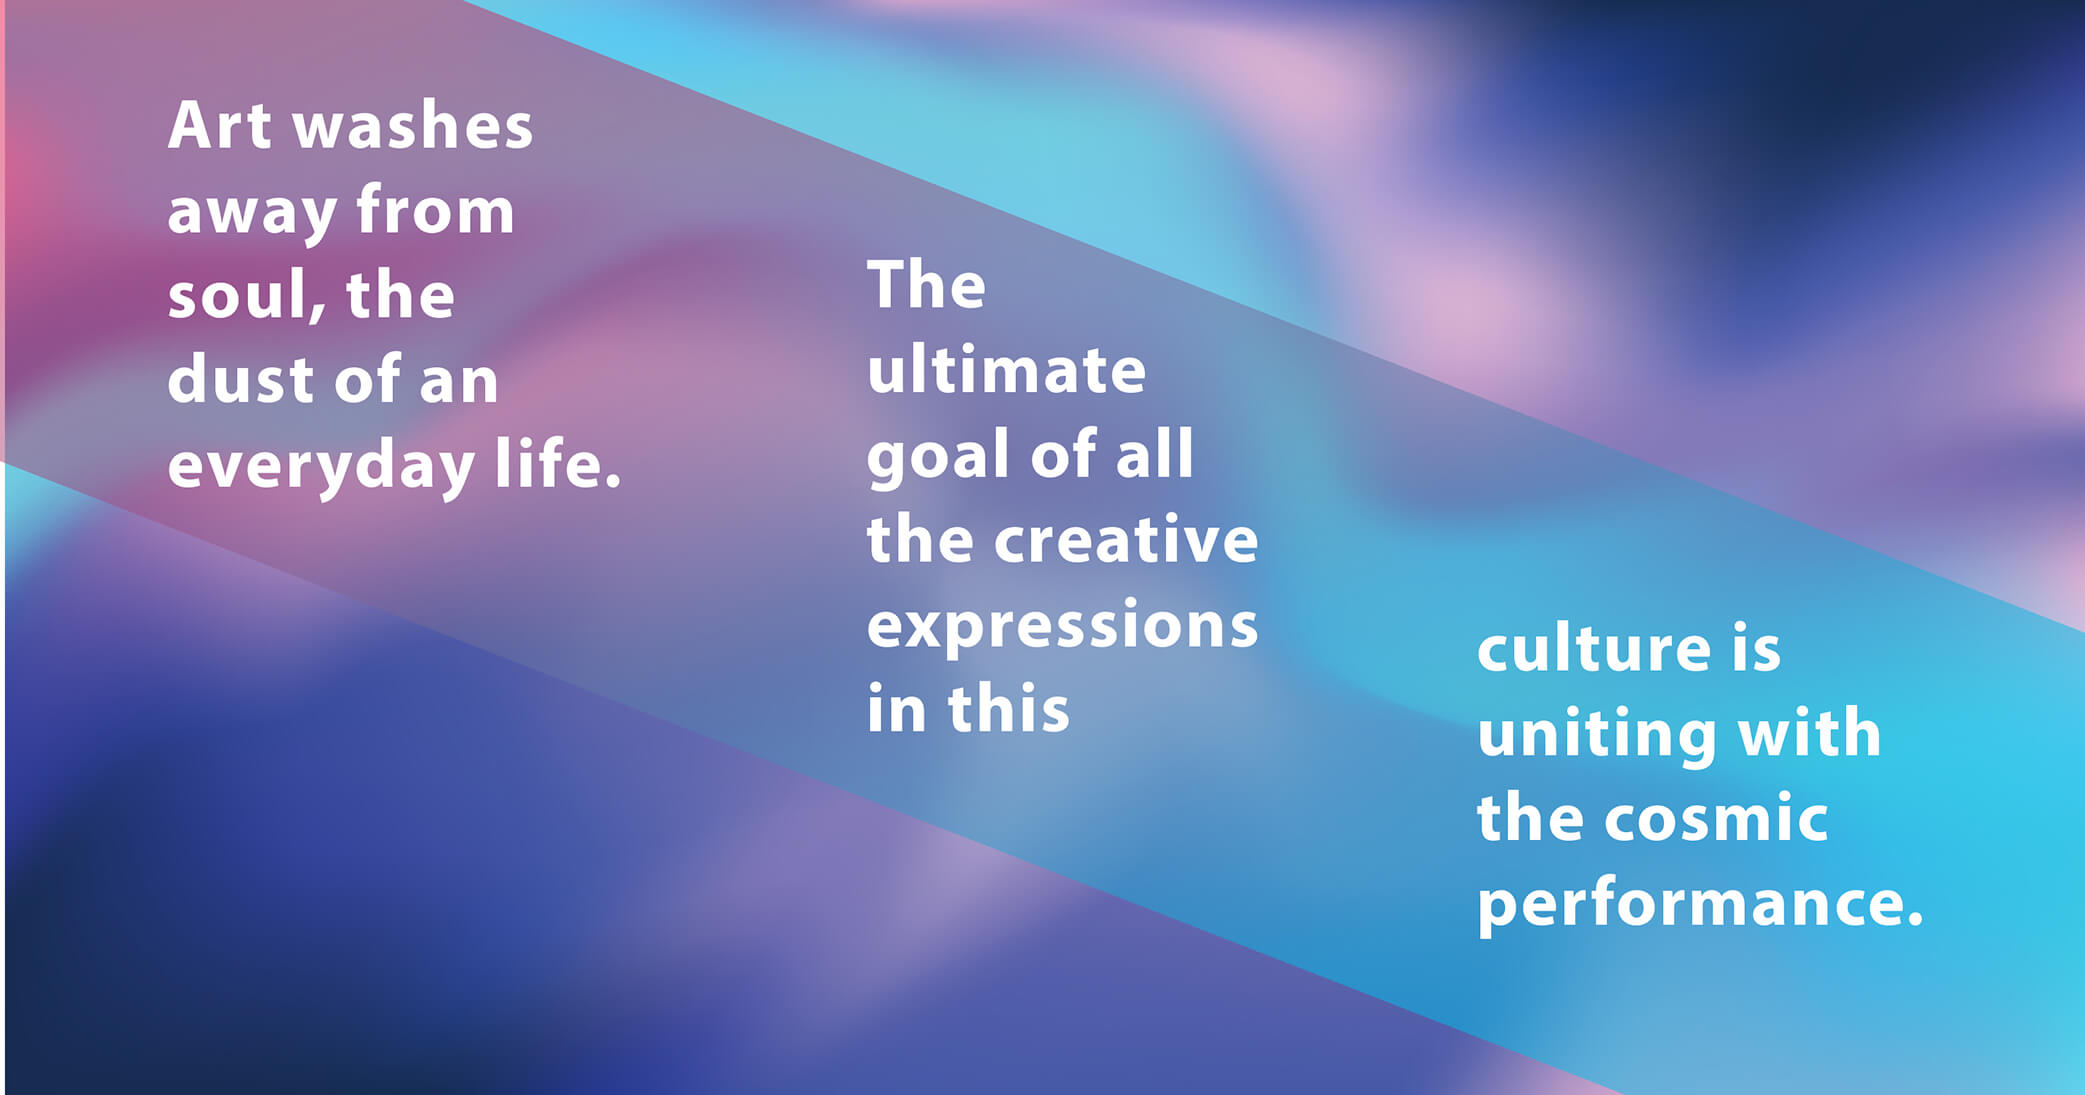 Art washes
away from
soul, the
dust of an
everyday life.
The
ultimate
goal of all
the creative
expressions
in this
culture is
uniting with
the cosmic
performance.